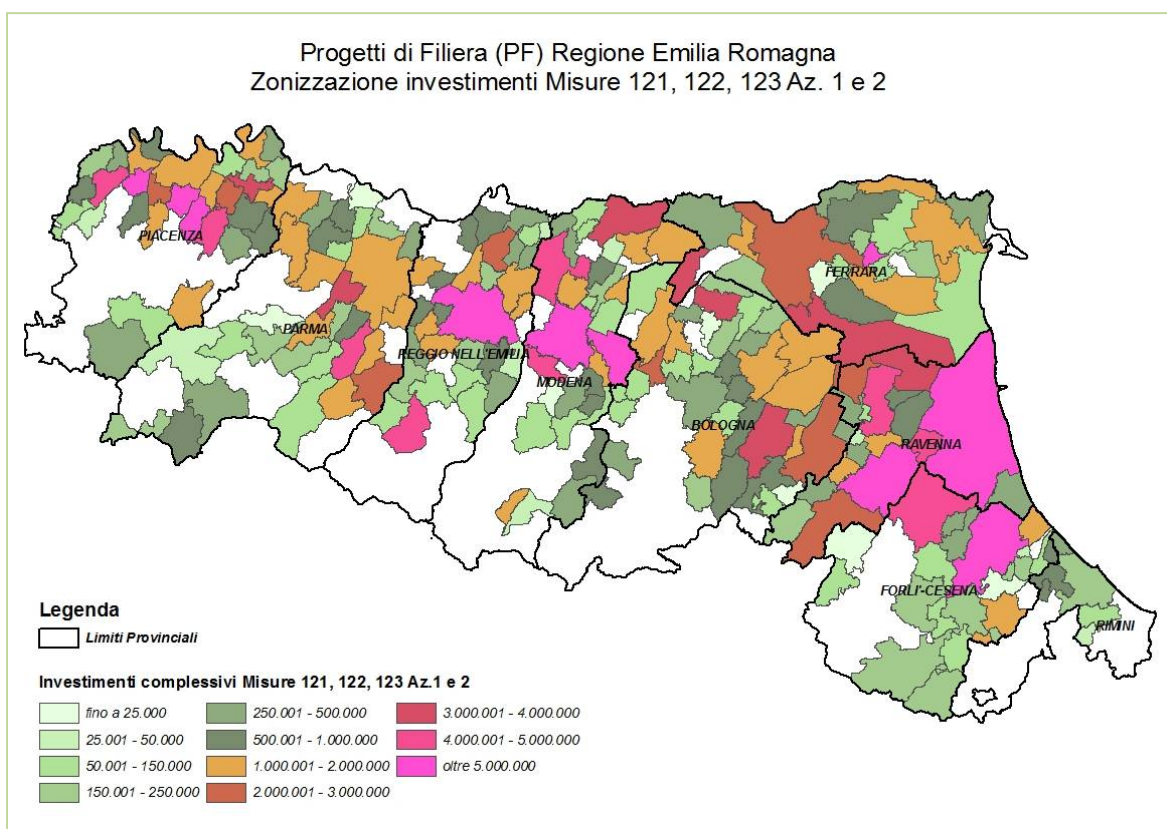 Progetti di Filiera (PF) Regione Emilia Romagna
Zonizzazione investimenti Misure 121, 122, 123 Az. 1 e 2
PIACENZA
PARMA
REGGIO NELL'EMILIA
MODENA
BOLOGNA
FERRARA
RAVENNA
FORLI'-CESENA
RIMINI
Legenda
Limiti Provinciali
Investimenti complessivi Misure 121, 122, 123 Az.1 e 2
fino a 25.000
25.001 - 50.000
50.001 - 150.000
150.001 - 250.000
250.001 - 500.000
500.001 - 1.000.000
1.000.001 - 2.000.000
2.000.001 - 3.000.000
3.000.001 - 4.000.000
4.000.001 - 5.000.000
oltre 5.000.000